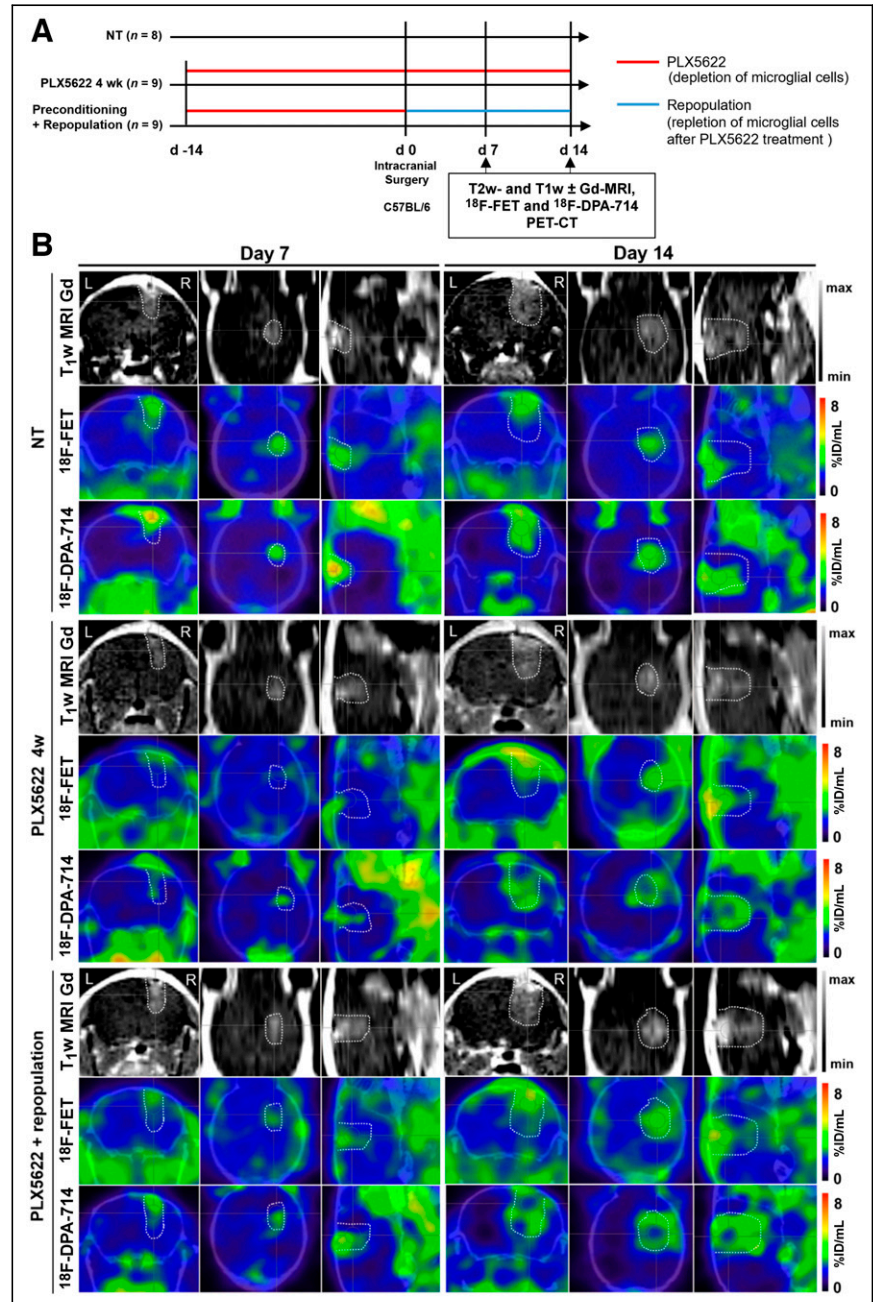 A
NT (n = 8)
PLX5622 4 wk (n = 9)
Preconditioning
+ Repopulation (n = 9)
d -14
d 0
d 7
d 14
Intracranial
Surgery
C57BL/6
T2w- and T1w ± Gd-MRI,
18F-FET and 18F-DPA-714
PET-CT
PLX5622
(depletion of microglial cells)
Repopulation
(repletion of microglial cells
after PLX5622 treatment )
B
Day 7
Day 14
NT
T1w MRI Gd
L
R
L
R
max
min
18F-FET
8
%ID/mL
0
18F-DPA-714
8
%ID/mL
0
PLX5622 4w
T1w MRI Gd
L
R
L
R
max
min
18F-FET
8
%ID/mL
0
18F-DPA-714
8
%ID/mL
0
PLX5622 + repopulation
T1w MRI Gd
L
R
L
R
max
min
18F-FET
8
%ID/mL
0
18F-DPA-714
8
%ID/mL
0